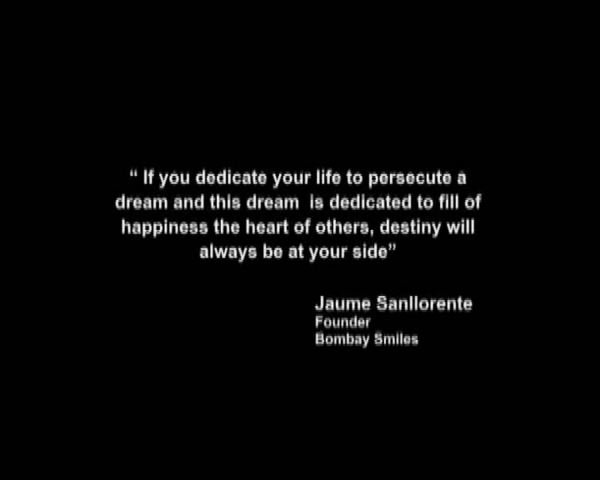 “ If you dedicate your life to persecute a
dream and this dream is dedicated to fill of
happiness the heart of others, destiny will
always be at your side”
Jaume Sanllorente
Founder
Bombay Smiles